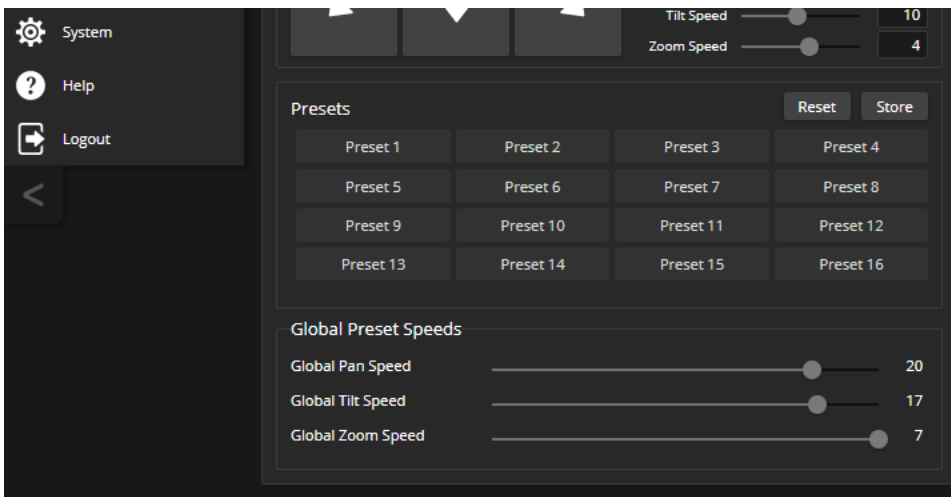 System
Help
Logout
<
Tilt Speed 10
Zoom Speed 4
Presets Reset Store
Preset 1 Preset 2 Preset 3 Preset 4
Preset 5 Preset 6 Preset 7 Preset 8
Preset 9 Preset 10 Preset 11 Preset 12
Preset 13 Preset 14 Preset 15 Preset 16
Global Preset Speeds
Global Pan Speed 20
Global Tilt Speed 17
Global Zoom Speed 7